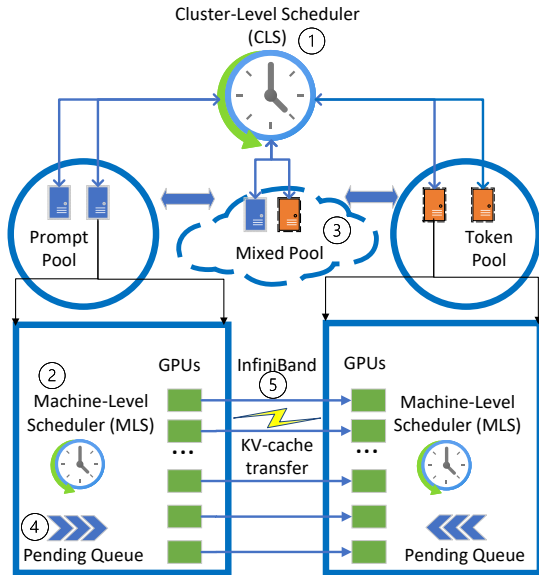 Cluster-Level Scheduler
(CLS)
1
Prompt
Pool
Mixed Pool
3
Token
Pool
2
GPUs
Machine-Level
Scheduler (MLS)
...
4
Pending Queue
InfiniBand
5
KV-cache
transfer
GPUs
Machine-Level
Scheduler (MLS)
...
Pending Queue